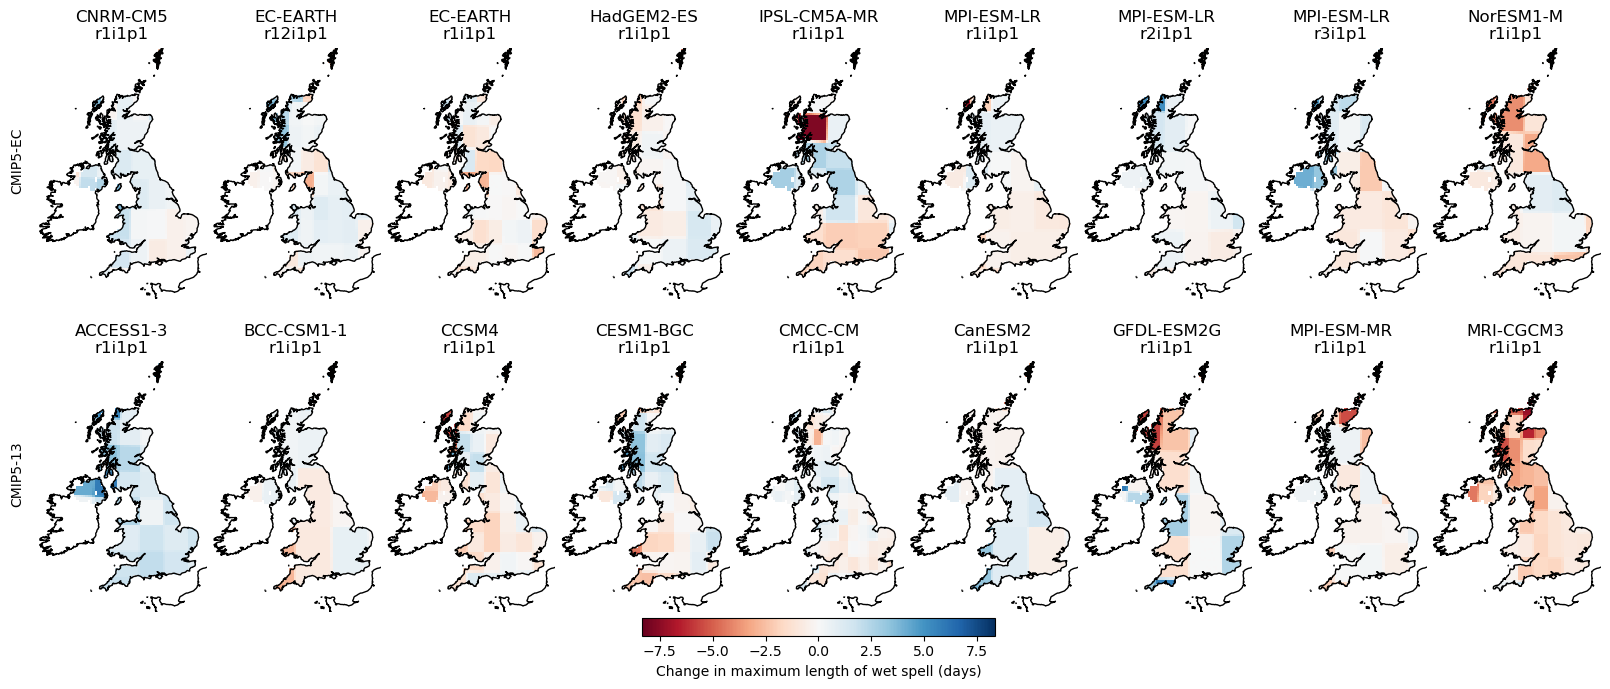 CNRM-CM5 EC-EARTH EC-EARTH HadGEM2-ES IPSL-CM5A-MR MPI-ESM-LR MPI-ESM-LR MPI-ESM-LR NorESM1-M
r1i1p1 r12i1p1 r1i1p1 r1i1p1 r1i1p1 r1i1p1 r2i1p1 r3i1p1 r1i1p1
CMIP5-EC
ACCESS1-3 BCC-CSM1-1 CCSM4 CESM1-BGC CMCC-CM CanESM2 GFDL-ESM2G MPI-ESM-MR MRI-CGCM3
r1i1p1 r1i1p1 r1i1p1 r1i1p1 r1i1p1 r1i1p1 r1i1p1 r1i1p1 r1i1p1
CMIP5-13
−7.5 −5.0 −2.5 0.0 2.5 5.0 7.5
Change in maximum length of wet spell (days)